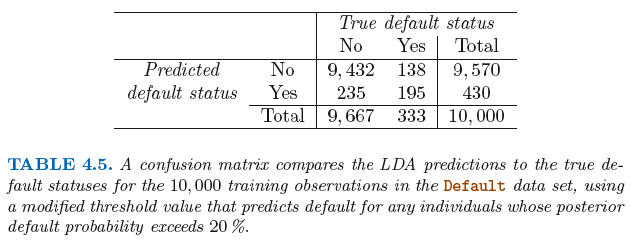 True default status
No Yes Total
Predicted No 9,432 138 9,570
default status Yes 235 195 430
Total 9,667 333 10,000
TABLE 4.5. A confusion matrix compares the LDA predictions to the true de-
fault statuses for the 10,000 training observations in the Default data set, using
a modified threshold value that predicts default for any individuals whose posterior
default probability exceeds 20 %.